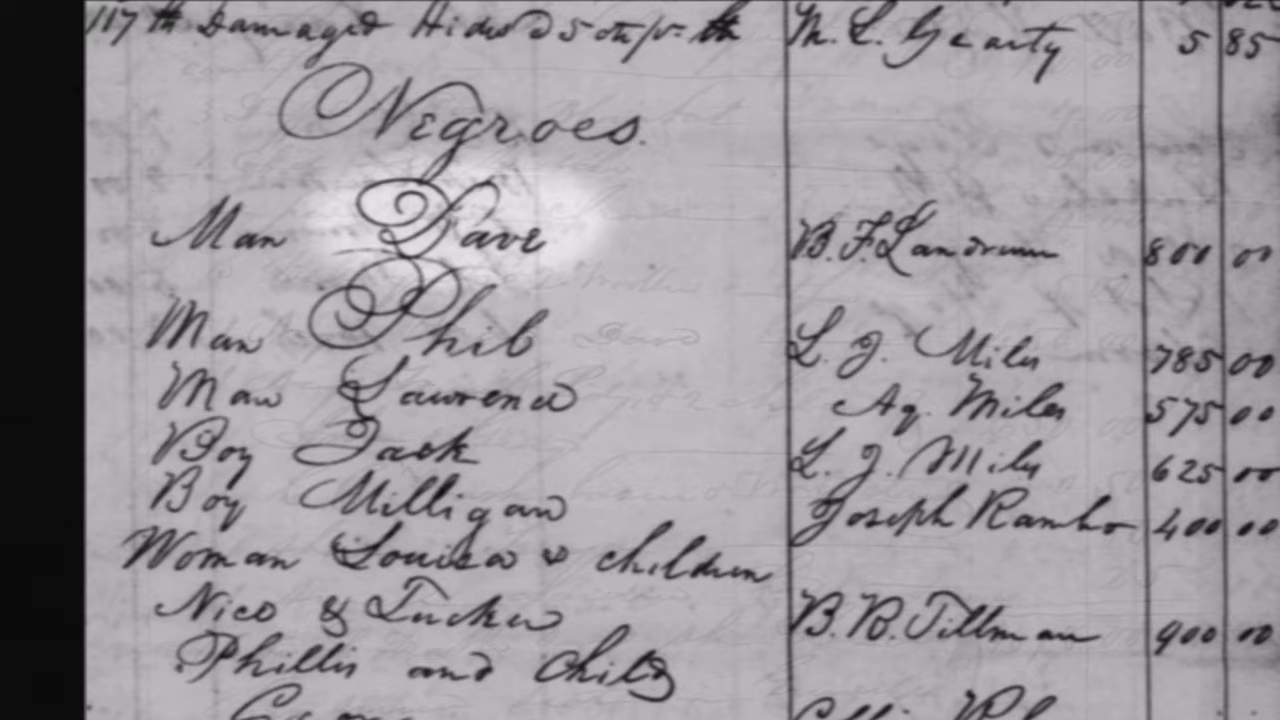 117 lb Damaged Hides @ 5 cts pr lb M. L. Gearty 5 85
Negroes.
Man Dave B. F. Landrum 800 00
Man Phil L. J. Miles 785 00
Man Lawrence Aq. Miles 575 00
Boy Jack L. J. Miles 625 00
Boy Milligan Joseph Rambo 400 00
Woman Louisa & children
Nico & Tucker B. B. Tillman 900 00
Phillis and Child